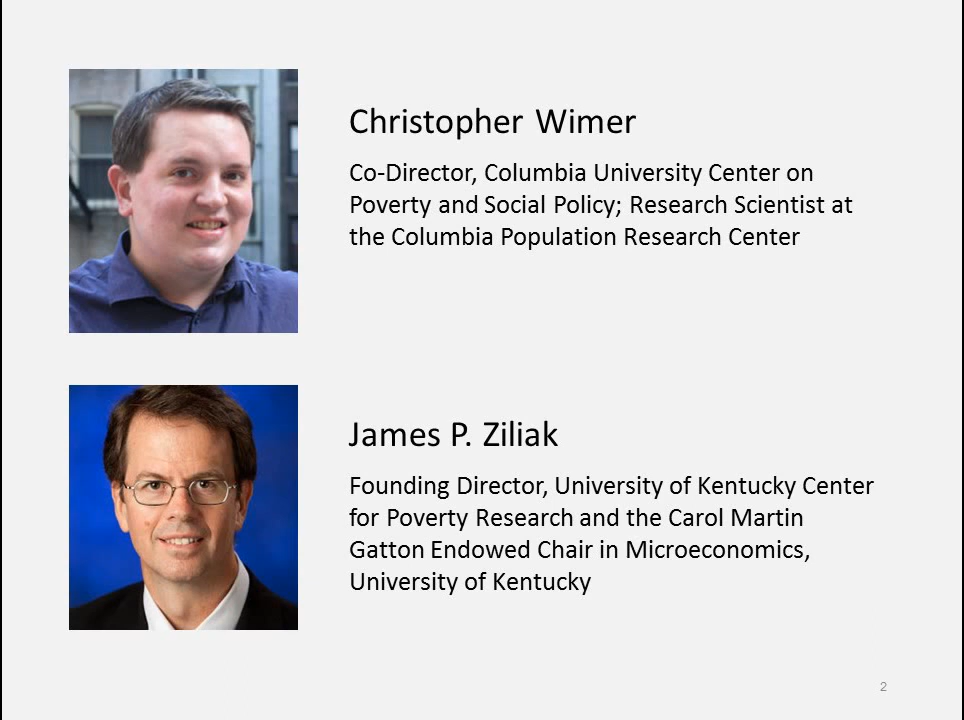 Christopher Wimer
Co-Director, Columbia University Center on
Poverty and Social Policy; Research Scientist at
the Columbia Population Research Center
James P. Ziliak
Founding Director, University of Kentucky Center
for Poverty Research and the Carol Martin
Gatton Endowed Chair in Microeconomics,
University of Kentucky
2